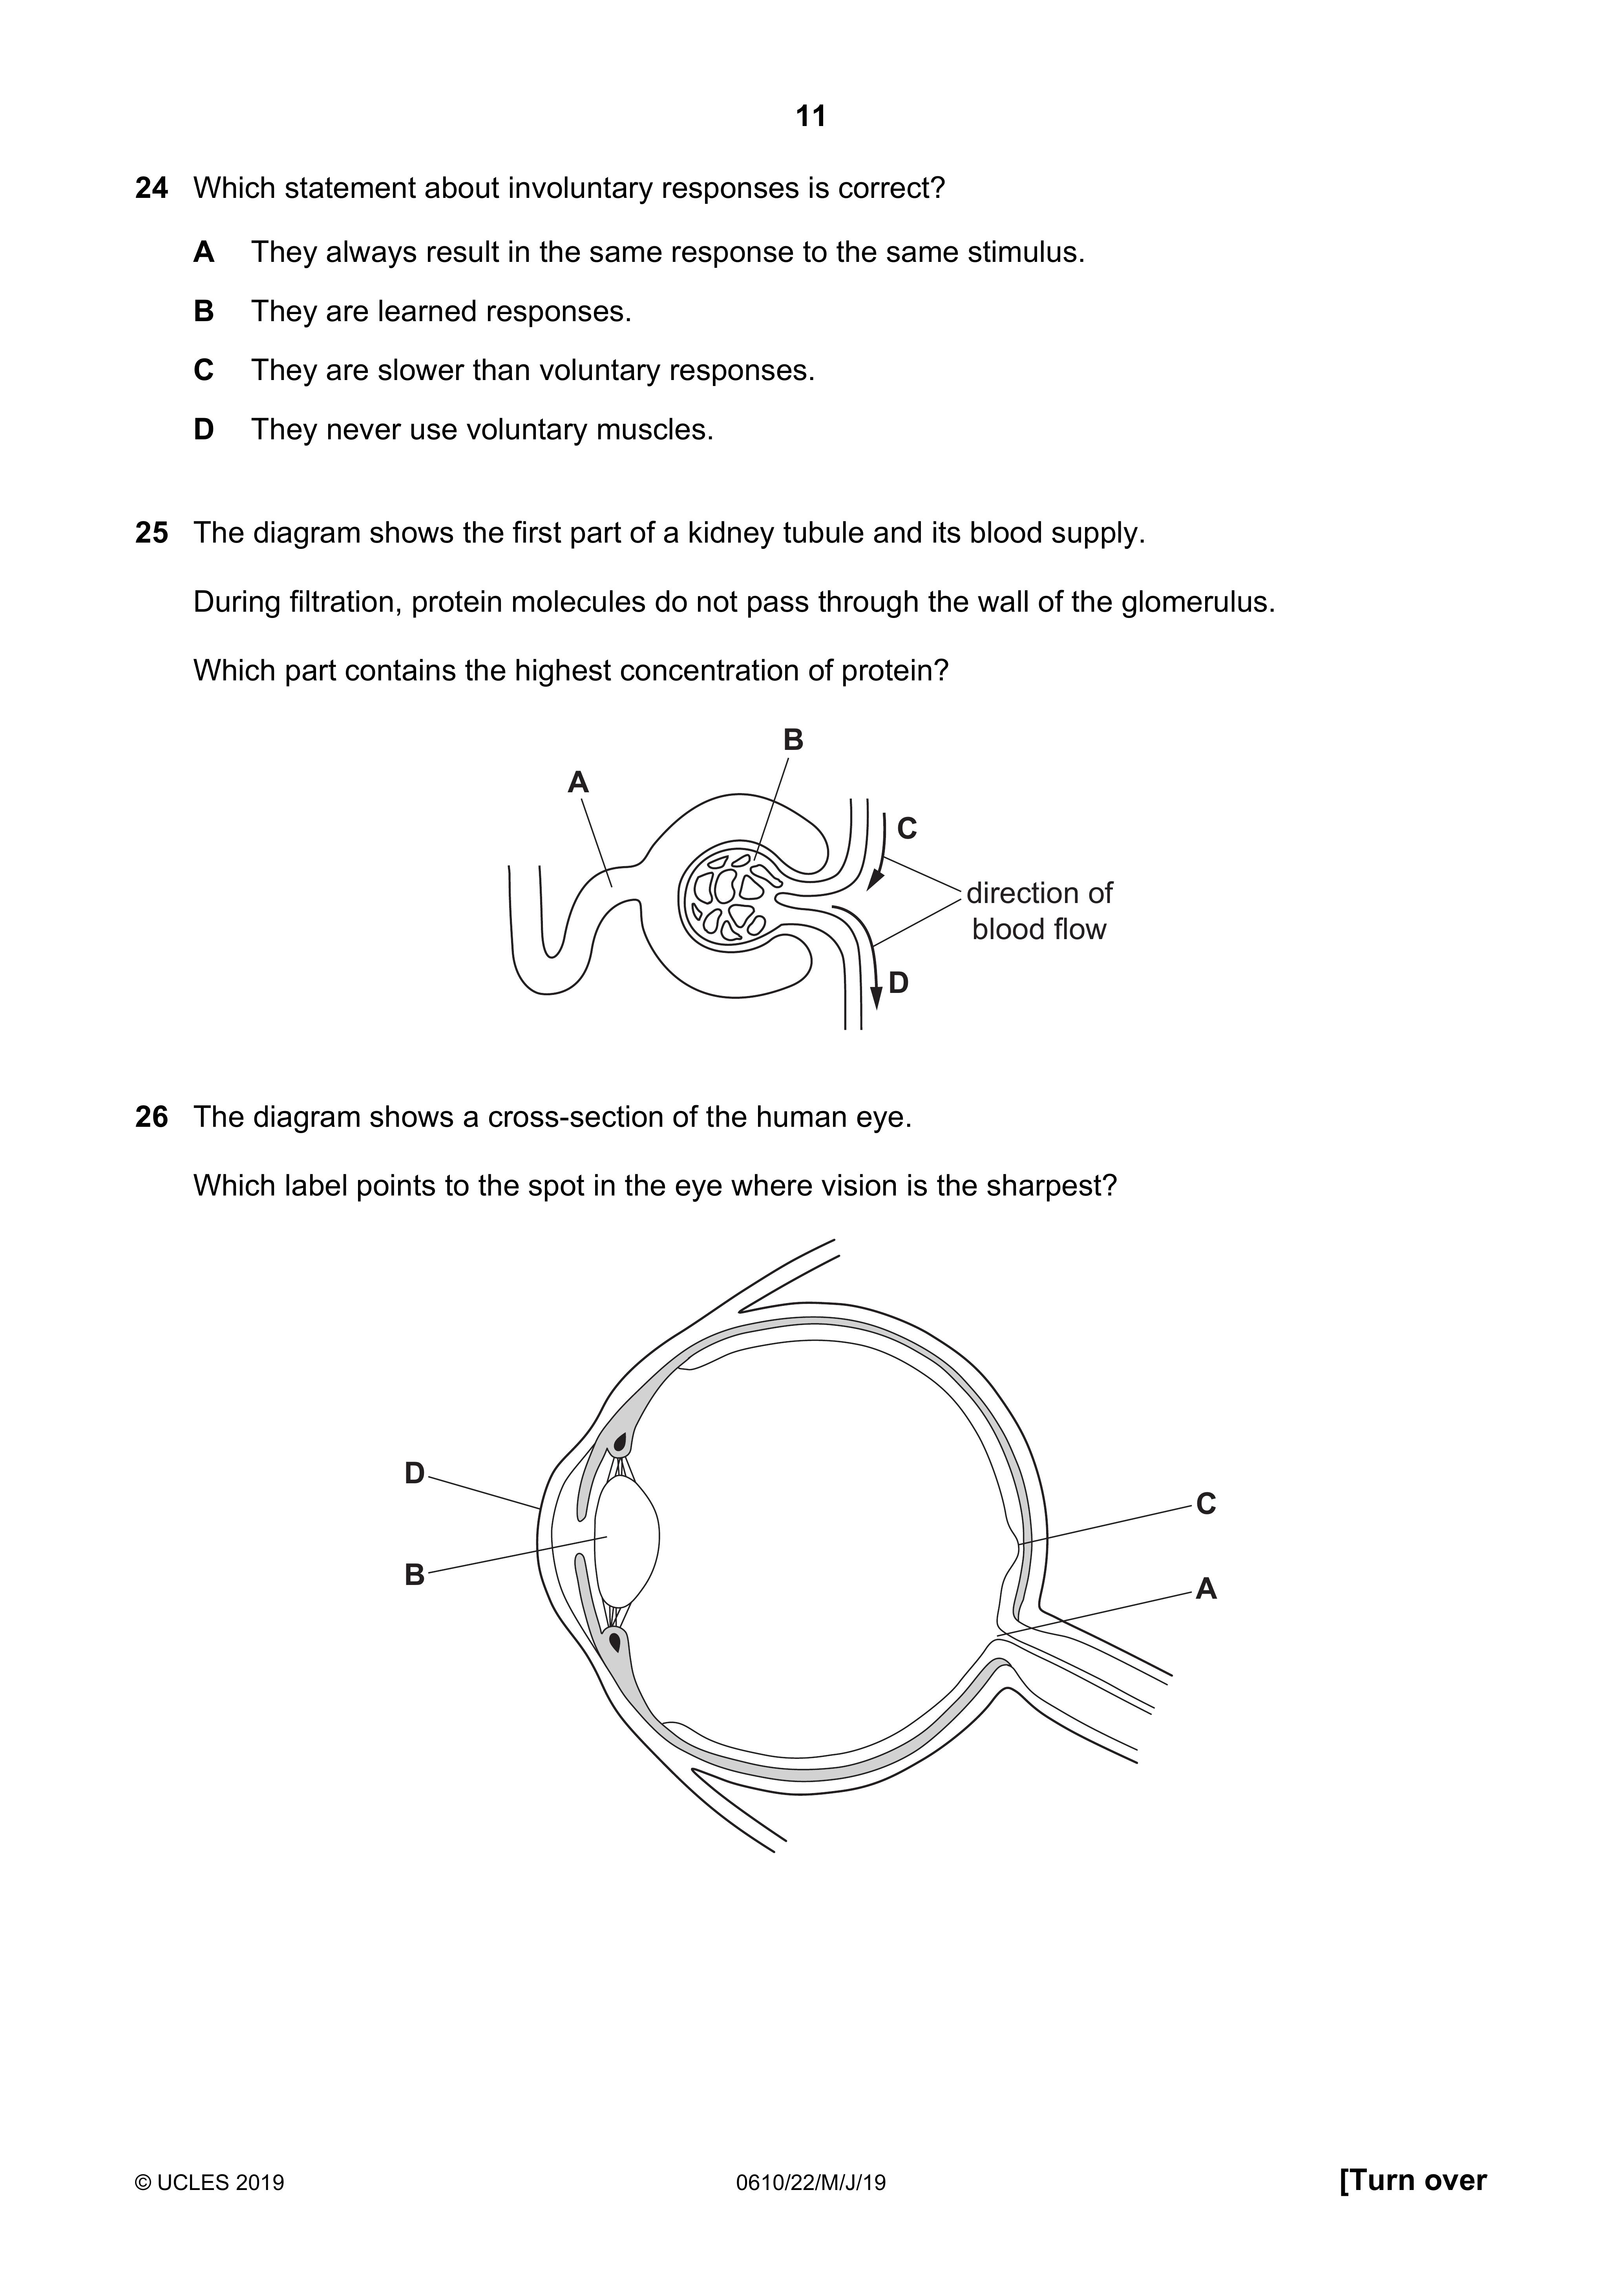 11
24 Which statement about involuntary responses is correct?
A They always result in the same response to the same stimulus.
B They are learned responses.
C They are slower than voluntary responses.
D They never use voluntary muscles.
25 The diagram shows the first part of a kidney tubule and its blood supply.
During filtration, protein molecules do not pass through the wall of the glomerulus.
Which part contains the highest concentration of protein?
B
A
C
direction of
blood flow
D
26 The diagram shows a cross-section of the human eye.
Which label points to the spot in the eye where vision is the sharpest?
D
C
B
A
© UCLES 2019 0610/22/M/J/19 [Turn over